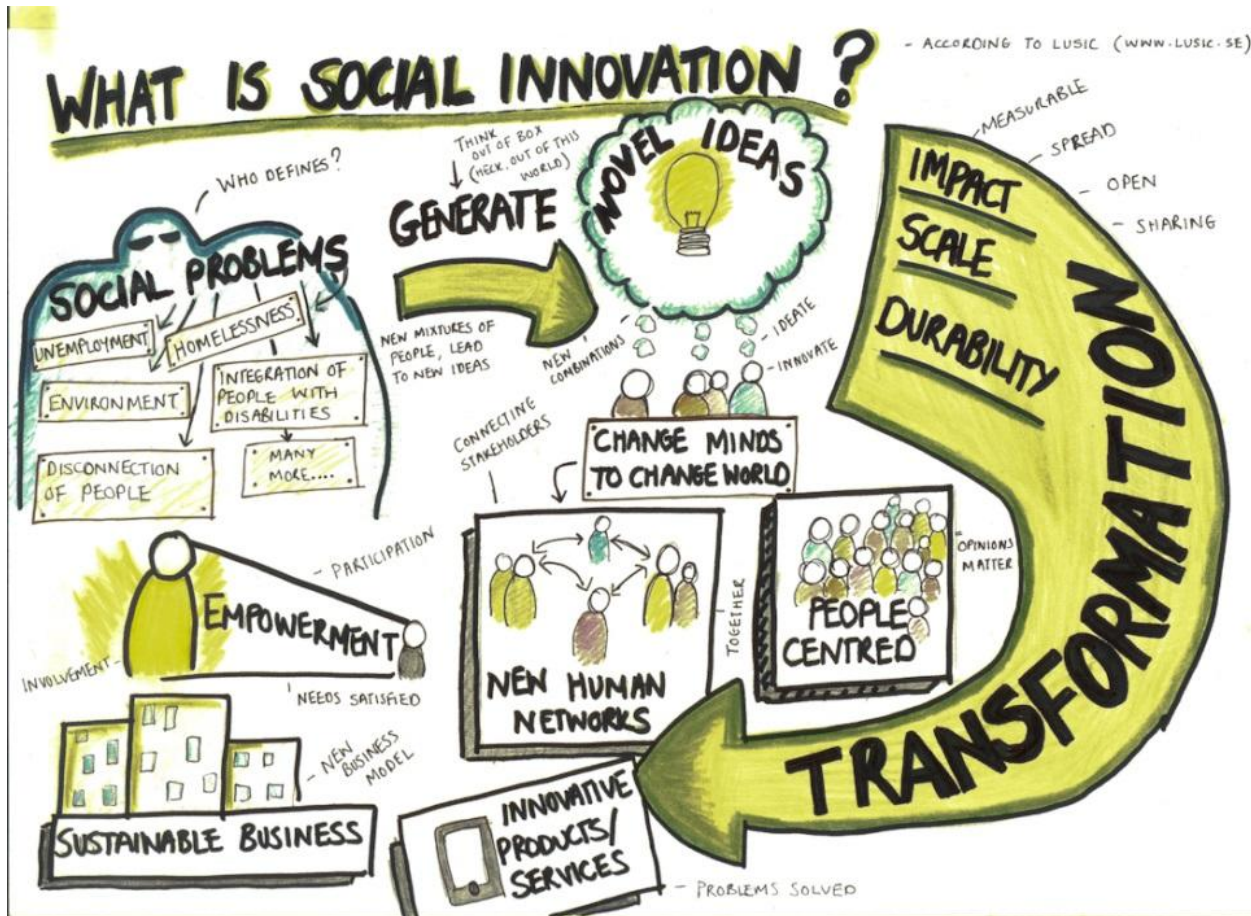 WHAT IS SOCIAL INNOVATION?
- ACCORDING TO LUSIC (WWW.LUSIC.SE)
WHO DEFINES?
SOCIAL PROBLEMS
UNEMPLOYMENT
HOMELESSNESS
ENVIRONMENT
INTEGRATION OF
PEOPLE WITH
DISABILITIES
DISCONNECTION
OF PEOPLE
MANY
MORE....
THINK
OUT OF BOX
(HECK, OUT OF THIS
WORLD)
GENERATE
NEW MIXTURES OF
PEOPLE, LEAD
TO NEW IDEAS
NOVEL IDEAS
NEW
COMBINATIONS
IDEATE
INNOVATE
CHANGE MINDS
TO CHANGE WORLD
IMPACT
SCALE
DURABILITY
MEASURABLE
SPREAD
OPEN
SHARING
TRANSFORMATION
CONNECTING
STAKEHOLDERS
NEW HUMAN
NETWORKS
TOGETHER
PEOPLE
CENTRED
OPINIONS
MATTER
EMPOWERMENT
PARTICIPATION
INVOLVEMENT
NEEDS SATISFIED
NEW
BUSINESS
MODEL
SUSTAINABLE BUSINESS
INNOVATIVE
PRODUCTS/
SERVICES
- PROBLEMS SOLVED